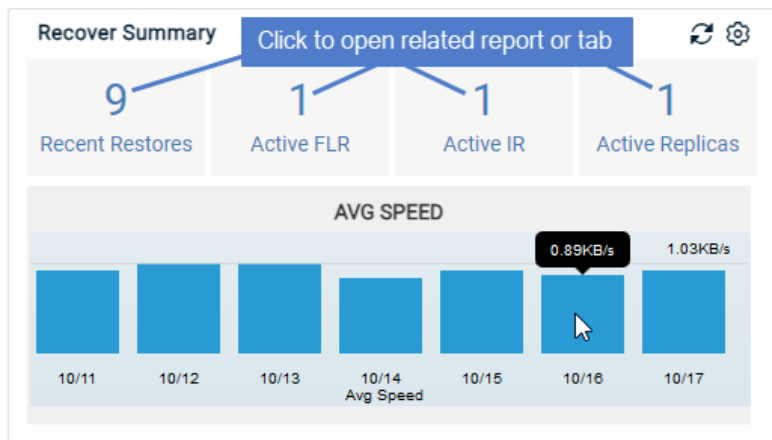 Recover Summary
Click to open related report or tab
9
1
1
1
Recent Restores
Active FLR
Active IR
Active Replicas
AVG SPEED
0.89KB/s
1.03KB/s
10/11
10/12
10/13
10/14
10/15
10/16
10/17
Avg Speed